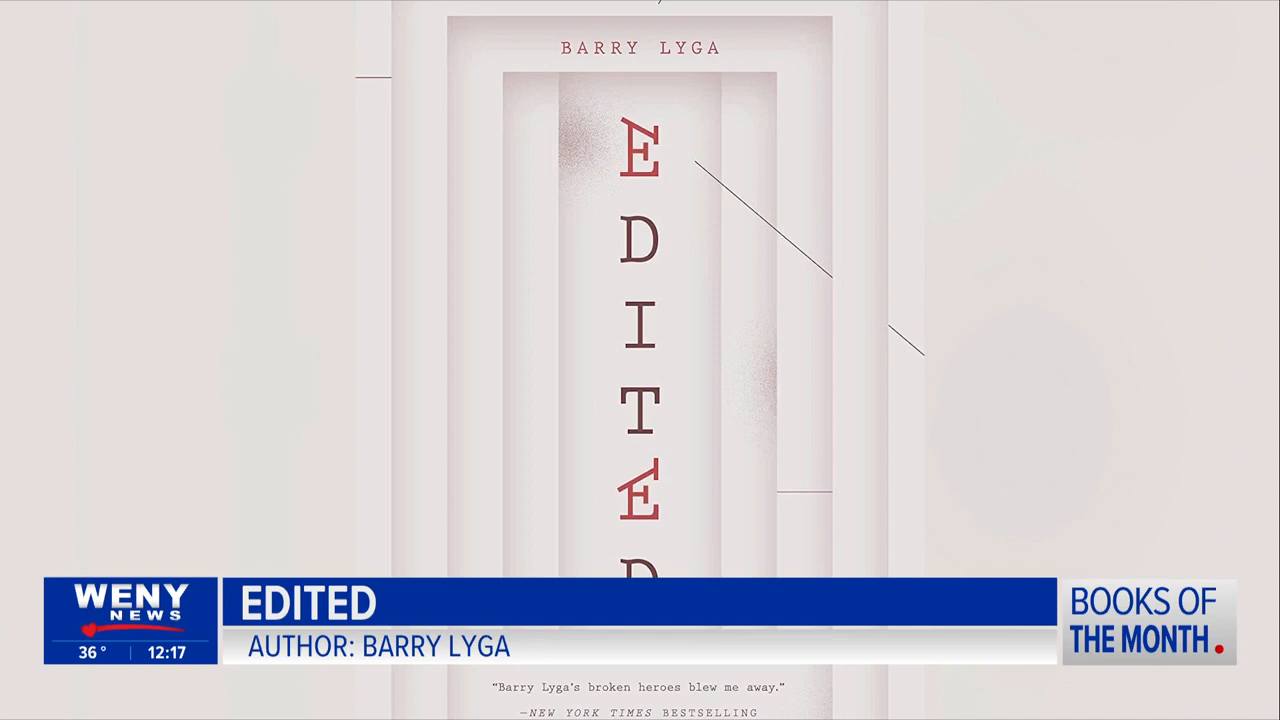 BARRY LYGA
E
D
I
T
E
D
WENY
NEWS
36° | 12:17
EDITED
AUTHOR: BARRY LYGA
BOOKS OF
THE MONTH.
"Barry Lyga's broken heroes blew me away."
—NEW YORK TIMES BESTSELLING